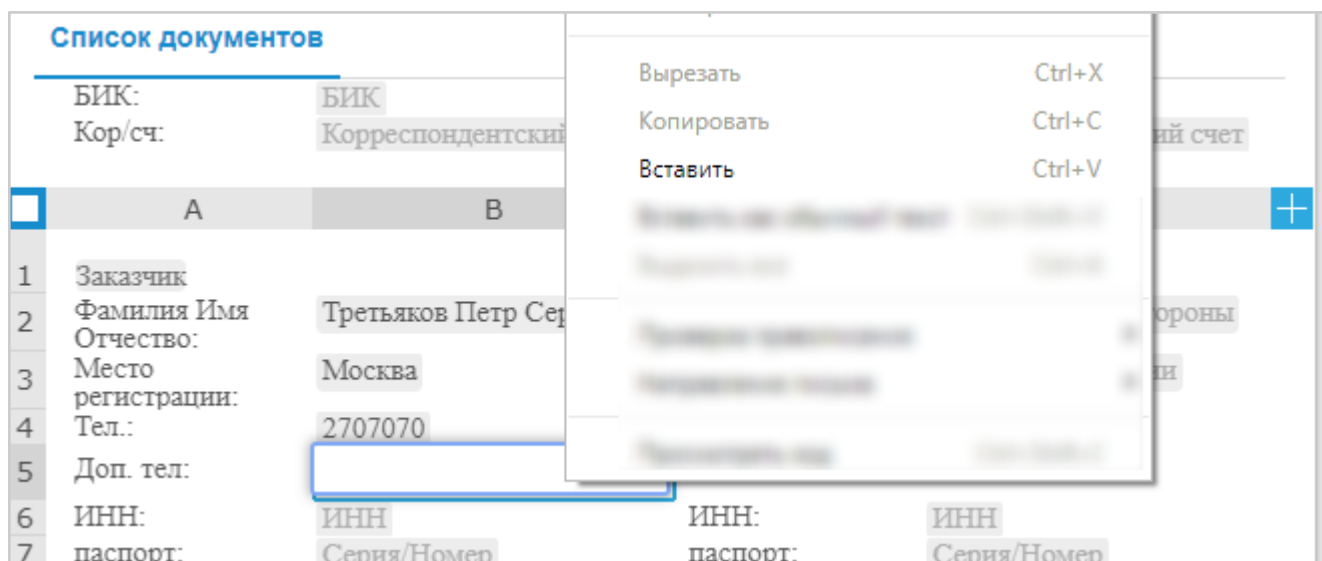 Список документов
БИК: БИК
Кор/сч: Корреспондентский ий счет
Вырезать Ctrl+X
Копировать Ctrl+C
Вставить Ctrl+V
A B
1 Заказчик
2 Фамилия Имя Отчество: Третьяков Петр Сер ороны
3 Место регистрации: Москва ии
4 Тел.: 2707070
5 Доп. тел:
6 ИНН: ИНН ИНН: ИНН
7 паспорт: Серия/Номер паспорт: Серия/Номер